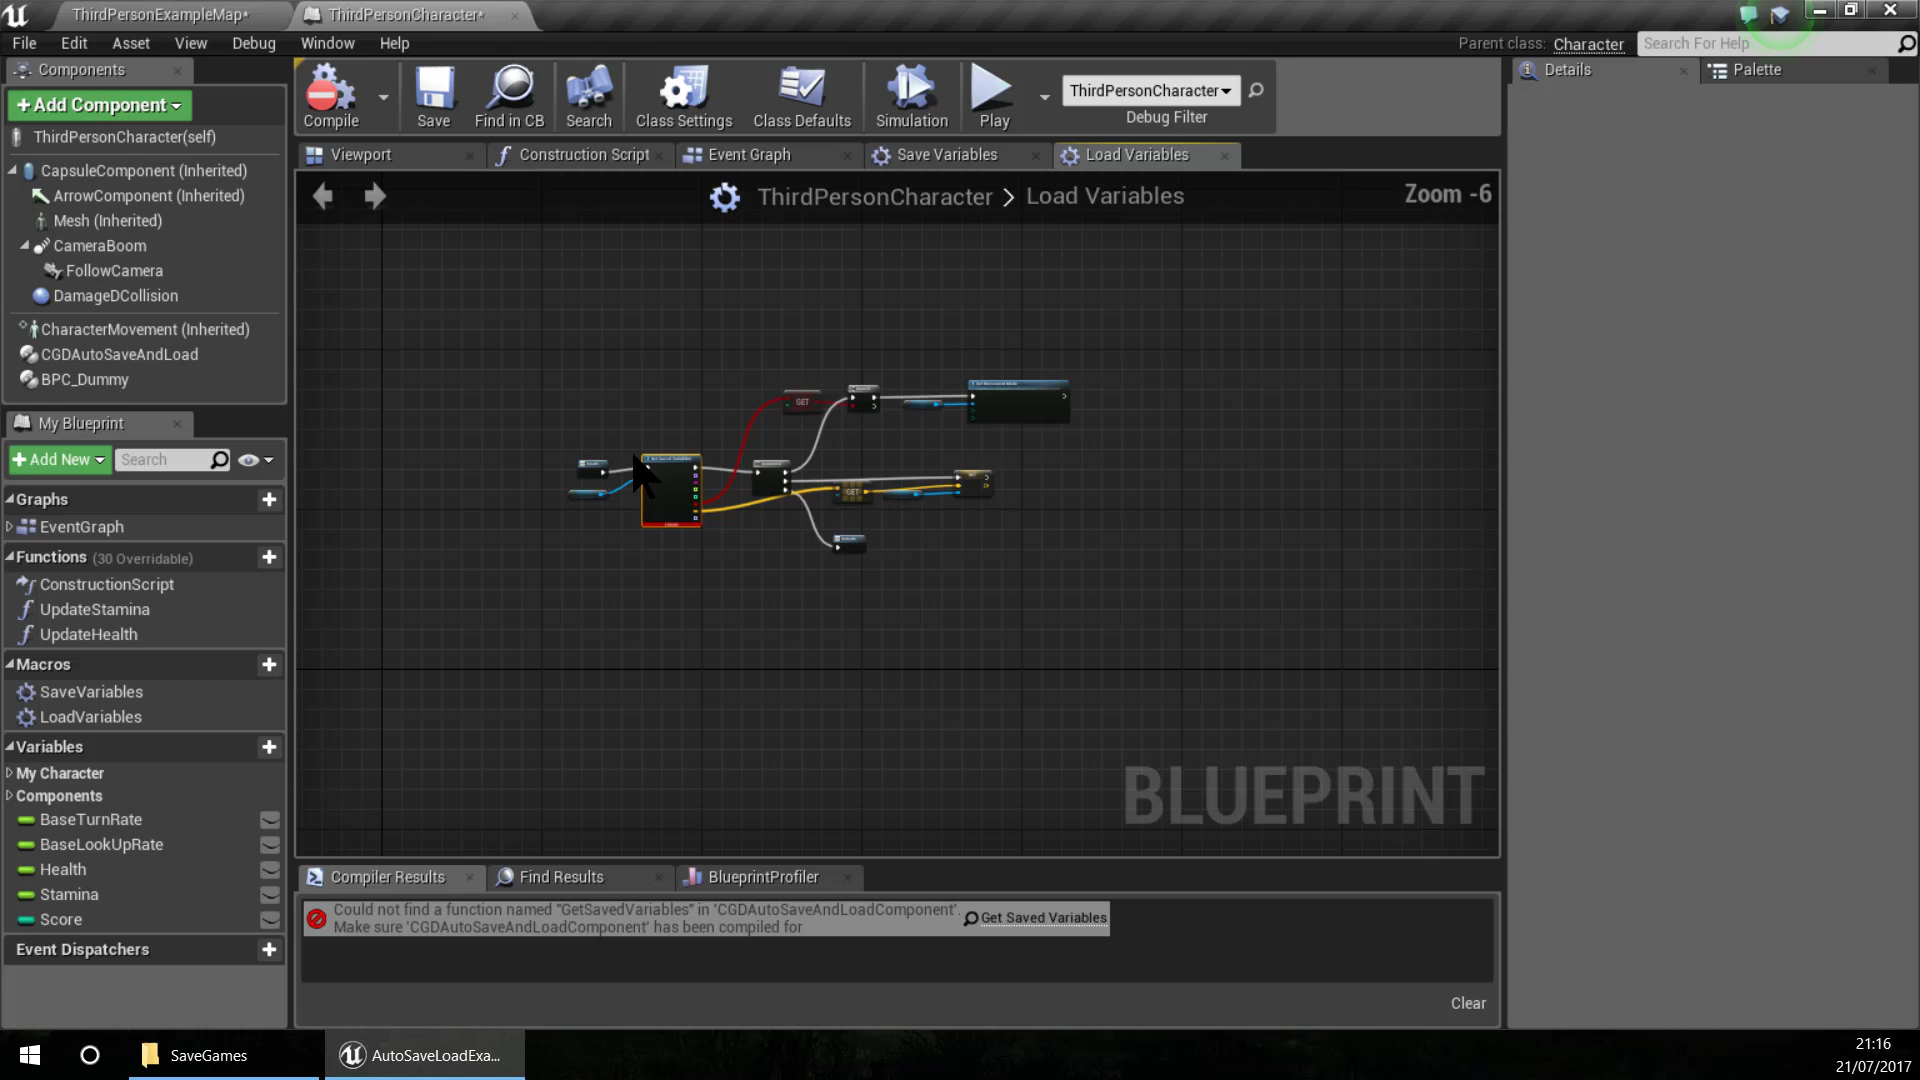 ThirdPersonExampleMap*
ThirdPersonCharacter*
File Edit Asset View Debug Window Help
Parent class: Character
Search For Help
Components
Add Component
ThirdPersonCharacter(self)
CapsuleComponent (Inherited)
ArrowComponent (Inherited)
Mesh (Inherited)
CameraBoom
FollowCamera
DamageDCollision
CharacterMovement (Inherited)
CGDAutoSaveAndLoad
BPC_Dummy
My Blueprint
Add New
Search
Graphs
EventGraph
Functions (30 Overridable)
ConstructionScript
UpdateStamina
UpdateHealth
Macros
SaveVariables
LoadVariables
Variables
My Character
Components
BaseTurnRate
BaseLookUpRate
Health
Stamina
Score
Event Dispatchers
Compile Save Find in CB Search Class Settings Class Defaults Simulation Play
ThirdPersonCharacter
Debug Filter
Viewport Construction Script Event Graph Save Variables Load Variables
ThirdPersonCharacter > Load Variables
Zoom -6
GET
GET
BLUEPRINT
Compiler Results Find Results BlueprintProfiler
Could not find a function named "GetSavedVariables" in 'CGDAutoSaveAndLoadComponent'.
Make sure 'CGDAutoSaveAndLoadComponent' has been compiled for
Get Saved Variables
Clear
Details
Palette
SaveGames
AutoSaveLoadExa...
21:16
21/07/2017